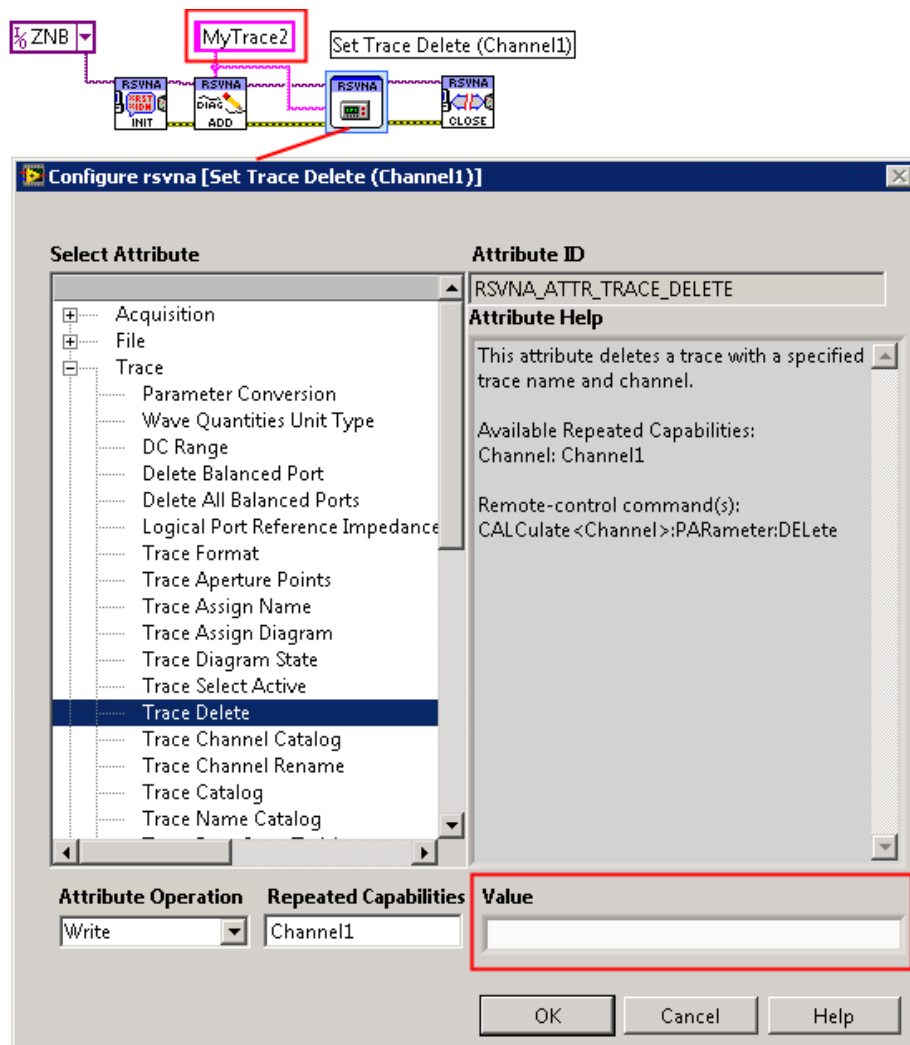 ZNB
MyTrace2
Set Trace Delete (Channel1)
RSVNA
INIT
RSVNA
DIAG
ADD
RSVNA
RSVNA
CLOSE
Configure rsvna [Set Trace Delete (Channel1)]
Select Attribute
Acquisition
File
Trace
Parameter Conversion
Wave Quantities Unit Type
DC Range
Delete Balanced Port
Delete All Balanced Ports
Logical Port Reference Impedance
Trace Format
Trace Aperture Points
Trace Assign Name
Trace Assign Diagram
Trace Diagram State
Trace Select Active
Trace Delete
Trace Channel Catalog
Trace Channel Rename
Trace Catalog
Trace Name Catalog
Attribute ID
RSVNA_ATTR_TRACE_DELETE
Attribute Help
This attribute deletes a trace with a specified
trace name and channel.
Available Repeated Capabilities:
Channel: Channel1
Remote-control command(s):
CALCulate<Channel>:PARameter:DELete
Attribute Operation
Write
Repeated Capabilities
Channel1
Value
OK
Cancel
Help